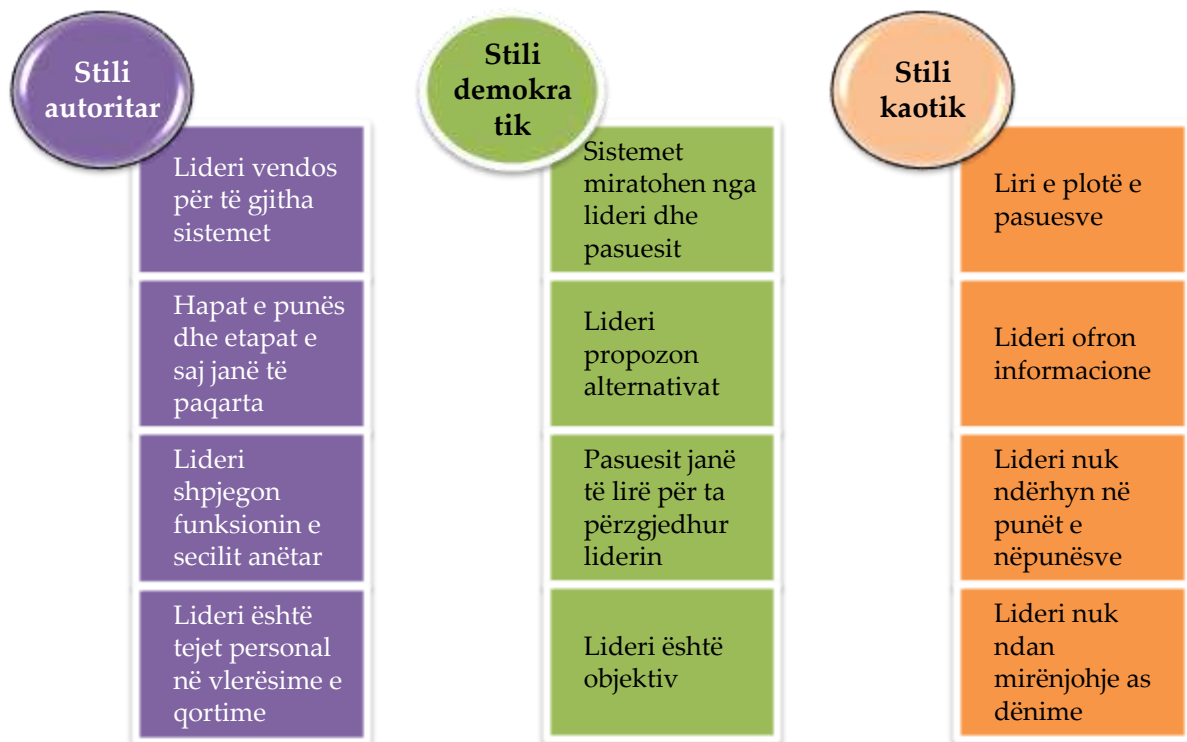 Stili
autoritar
Lideri vendos
për të gjitha
sistemet
Hapat e punës
dhe etapat e
saj janë të
paqarta
Lideri
shpjegon
funksionin e
secilit anëtar
Lideri është
tejet personal
në vlerësime e
qortime
Stili
demokra
tik
Sistemet
miratohen nga
lideri dhe
pasuesit
Lideri
propozon
alternativat
Pasuesit janë
të lirë për ta
përzgjedhur
liderin
Lideri është
objektiv
Stili
kaotik
Liri e plotë e
pasuesve
Lideri ofron
informacione
Lideri nuk
ndërhyn në
punët e
nëpunësve
Lideri nuk
ndan
mirënjohje as
dënime